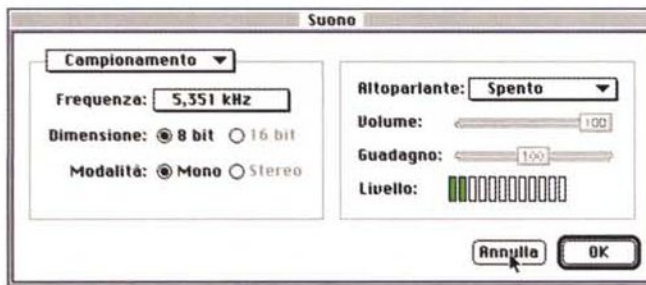 Suono
Campionamento
Frequenza: 5,351 kHz
Dimensione: 8 bit 16 bit
Modalità: Mono Stereo
Altoparlante: Spento
Volume: 100
Guadagno: 100
Livello:
Annulla OK